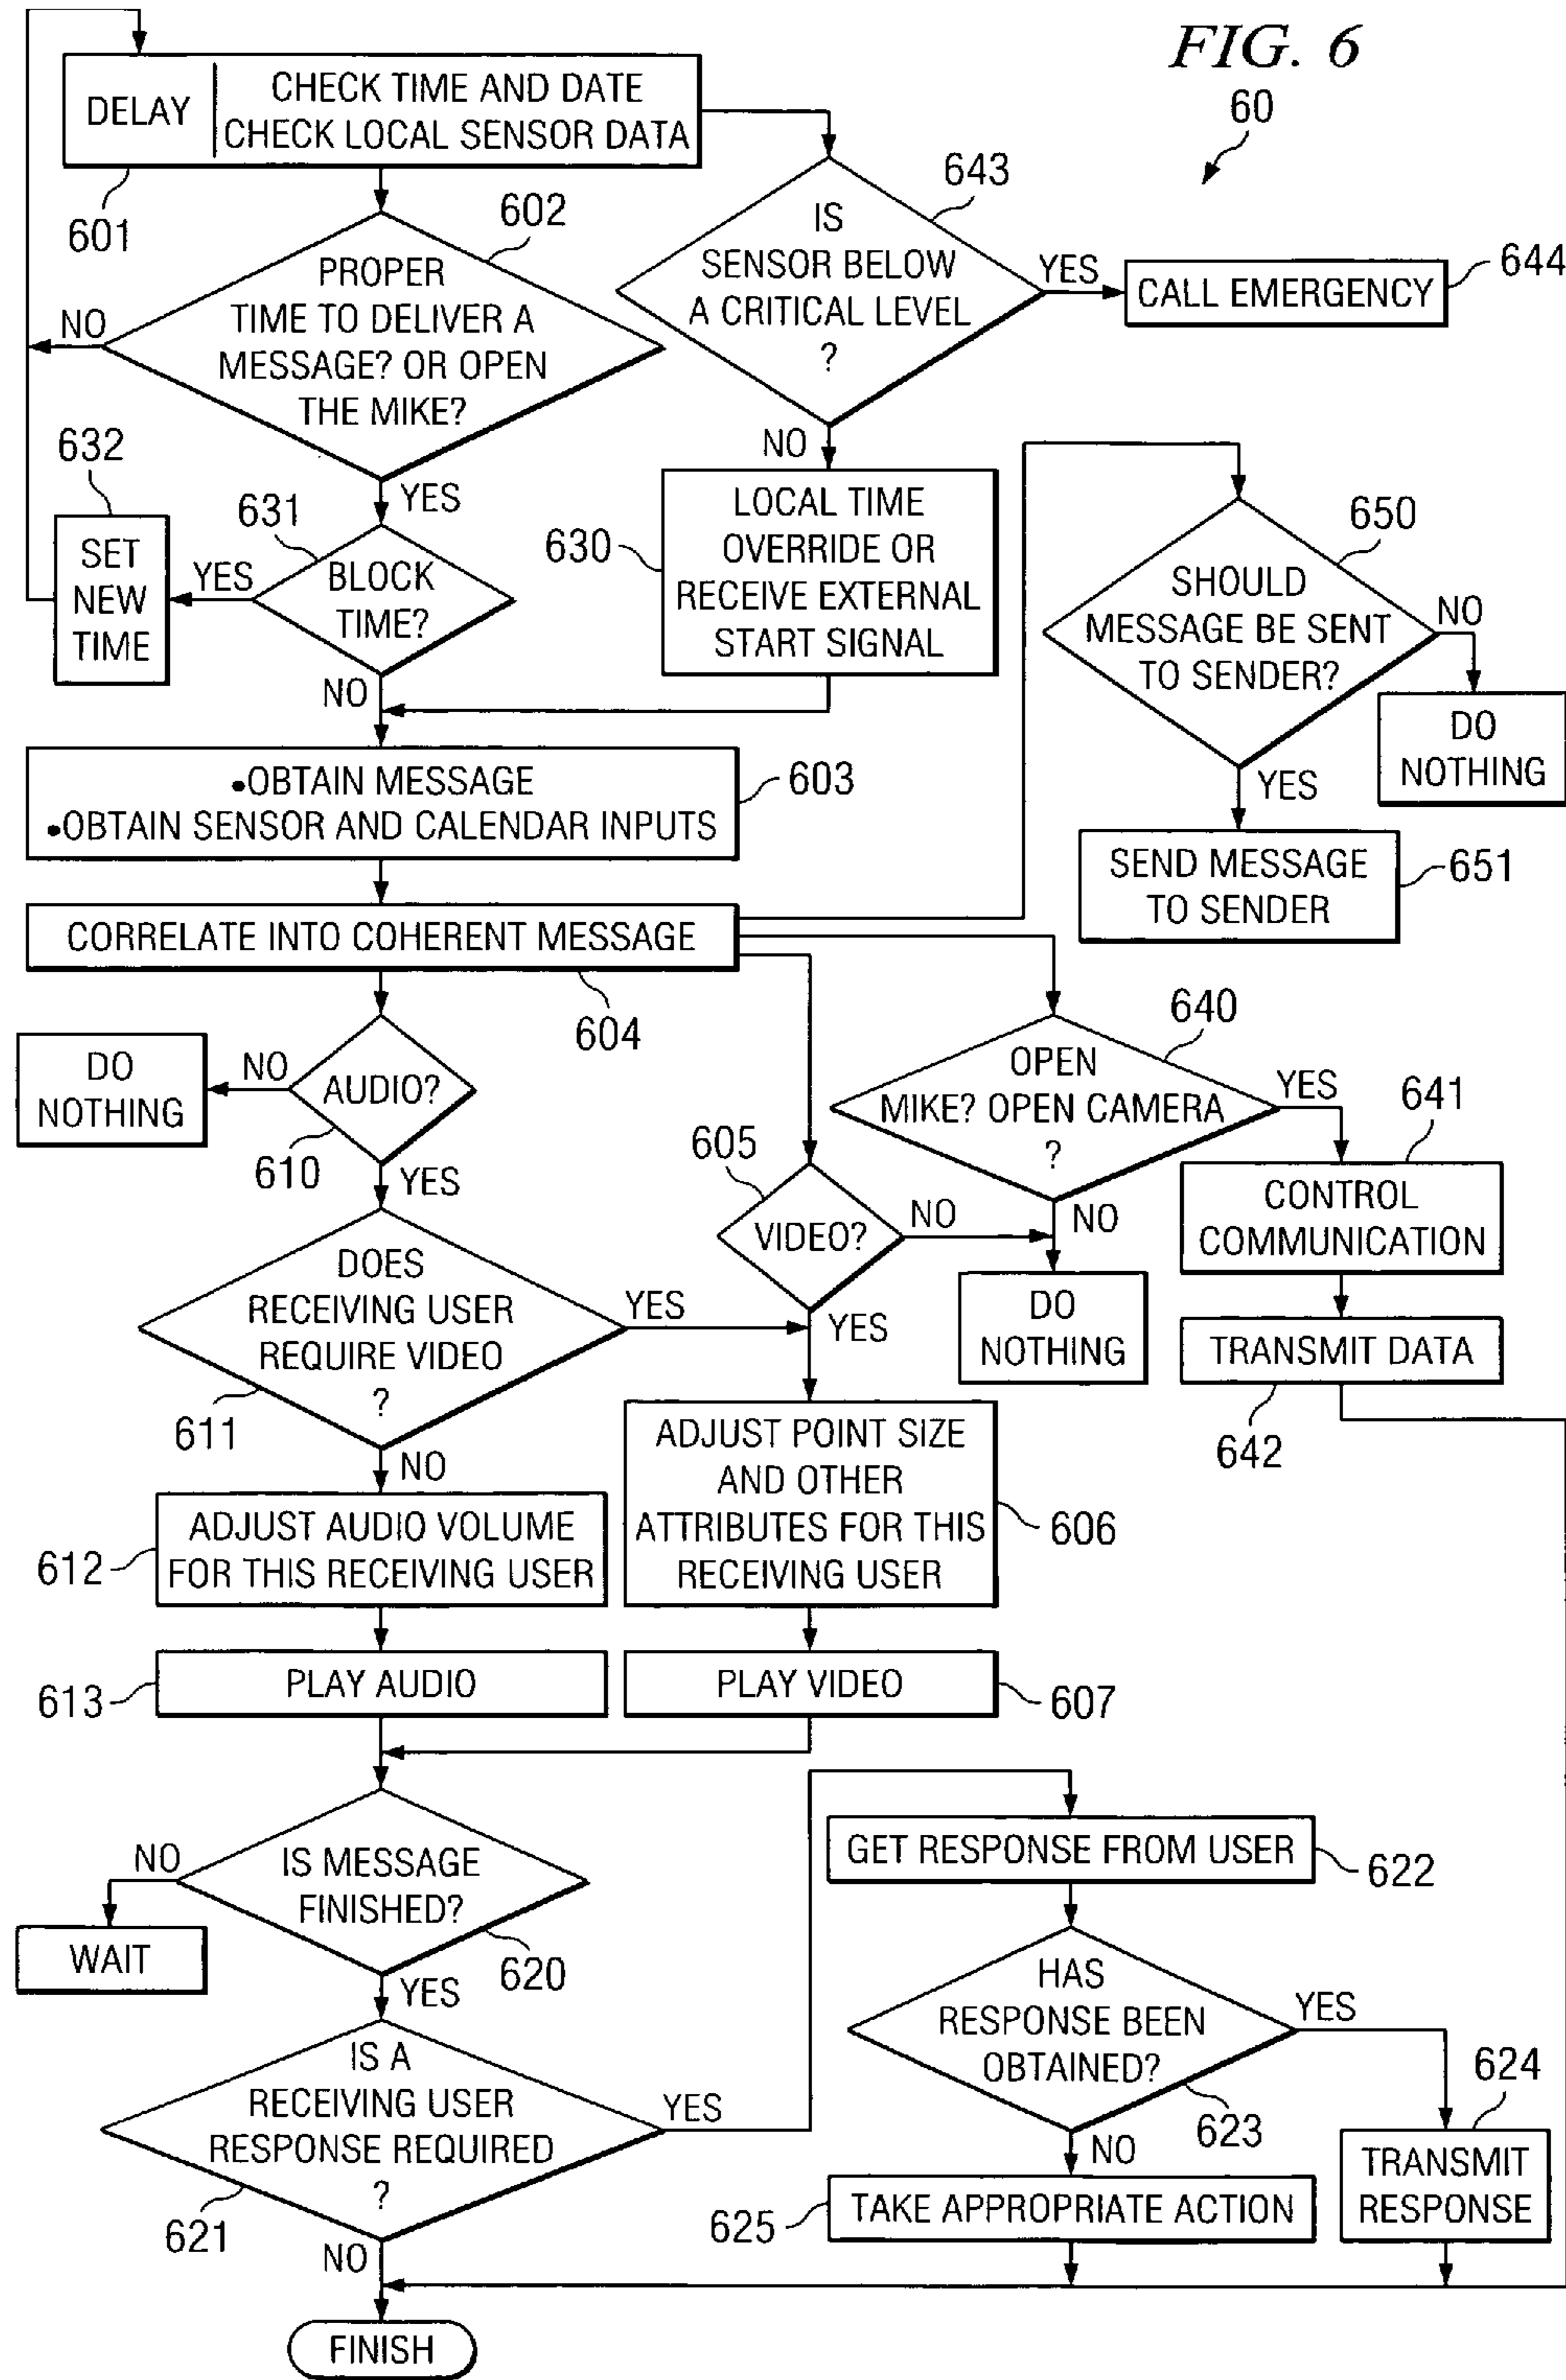 FIG. 6
60
DELAY
CHECK TIME AND DATE
CHECK LOCAL SENSOR DATA
601
602
PROPER
TIME TO DELIVER A
MESSAGE? OR OPEN
THE MIKE?
NO
YES
643
IS
SENSOR BELOW
A CRITICAL LEVEL
?
YES
CALL EMERGENCY
644
NO
632
SET
NEW
TIME
YES
631
BLOCK
TIME?
NO
630
LOCAL TIME
OVERRIDE OR
RECEIVE EXTERNAL
START SIGNAL
650
SHOULD
MESSAGE BE SENT
TO SENDER?
NO
DO
NOTHING
YES
SEND MESSAGE
TO SENDER
651
•OBTAIN MESSAGE
•OBTAIN SENSOR AND CALENDAR INPUTS
603
CORRELATE INTO COHERENT MESSAGE
604
DO
NOTHING
NO
AUDIO?
610
YES
640
OPEN
MIKE? OPEN CAMERA
?
YES
641
CONTROL
COMMUNICATION
NO
605
VIDEO?
NO
YES
DO
NOTHING
TRANSMIT DATA
642
DOES
RECEIVING USER
REQUIRE VIDEO
?
YES
611
NO
ADJUST POINT SIZE
AND OTHER
ATTRIBUTES FOR THIS
RECEIVING USER
606
612
ADJUST AUDIO VOLUME
FOR THIS RECEIVING USER
613
PLAY AUDIO
PLAY VIDEO
607
IS MESSAGE
FINISHED?
NO
WAIT
620
YES
GET RESPONSE FROM USER
622
HAS
RESPONSE BEEN
OBTAINED?
YES
623
NO
624
TRANSMIT
RESPONSE
IS A
RECEIVING USER
RESPONSE REQUIRED
?
YES
621
NO
625
TAKE APPROPRIATE ACTION
FINISH